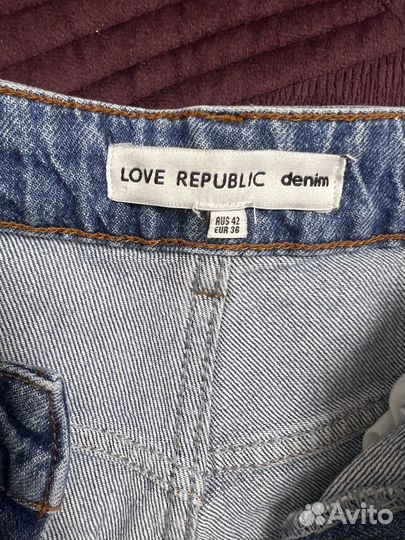 LOVE REPUBLIC denim
RUS 42
EUR 36
Avito